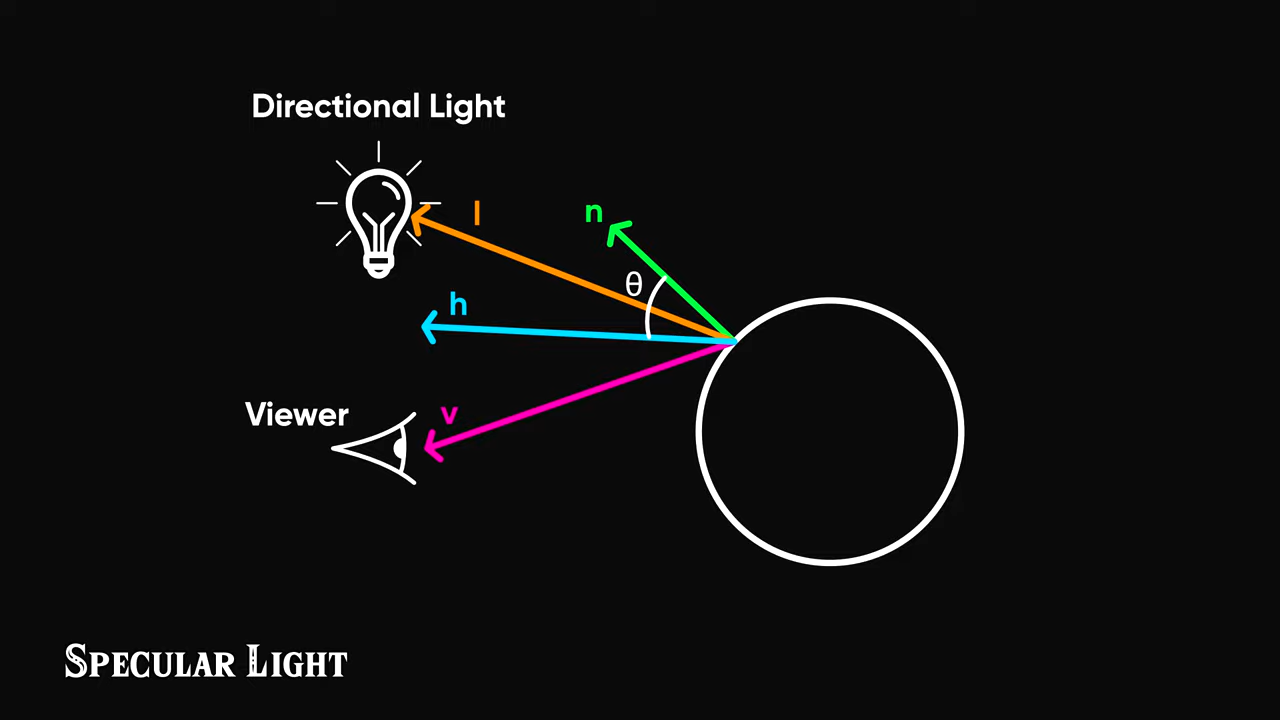 Directional Light
l
n
θ
h
Viewer
v
Specular Light